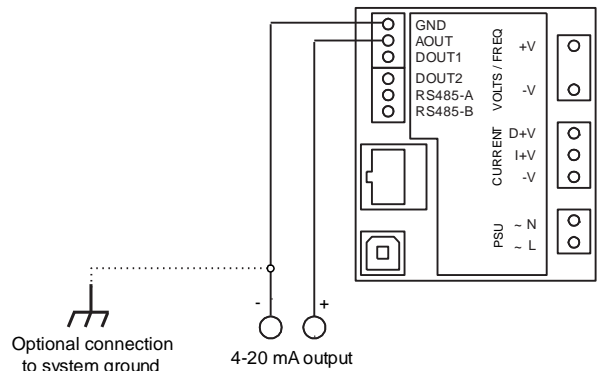 GND
AOUT
DOUT1
DOUT2
RS485-A
RS485-B
VOLTS / FREQ
+V
-V
CURRENT
D+V
I+V
-V
PSU
~ N
~ L
- +
4-20 mA output
Optional connection
to system ground